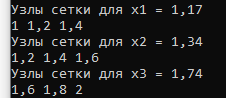 Узлы сетки для x1 = 1,17
1 1,2 1,4
Узлы сетки для x2 = 1,34
1,2 1,4 1,6
Узлы сетки для x3 = 1,74
1,6 1,8 2